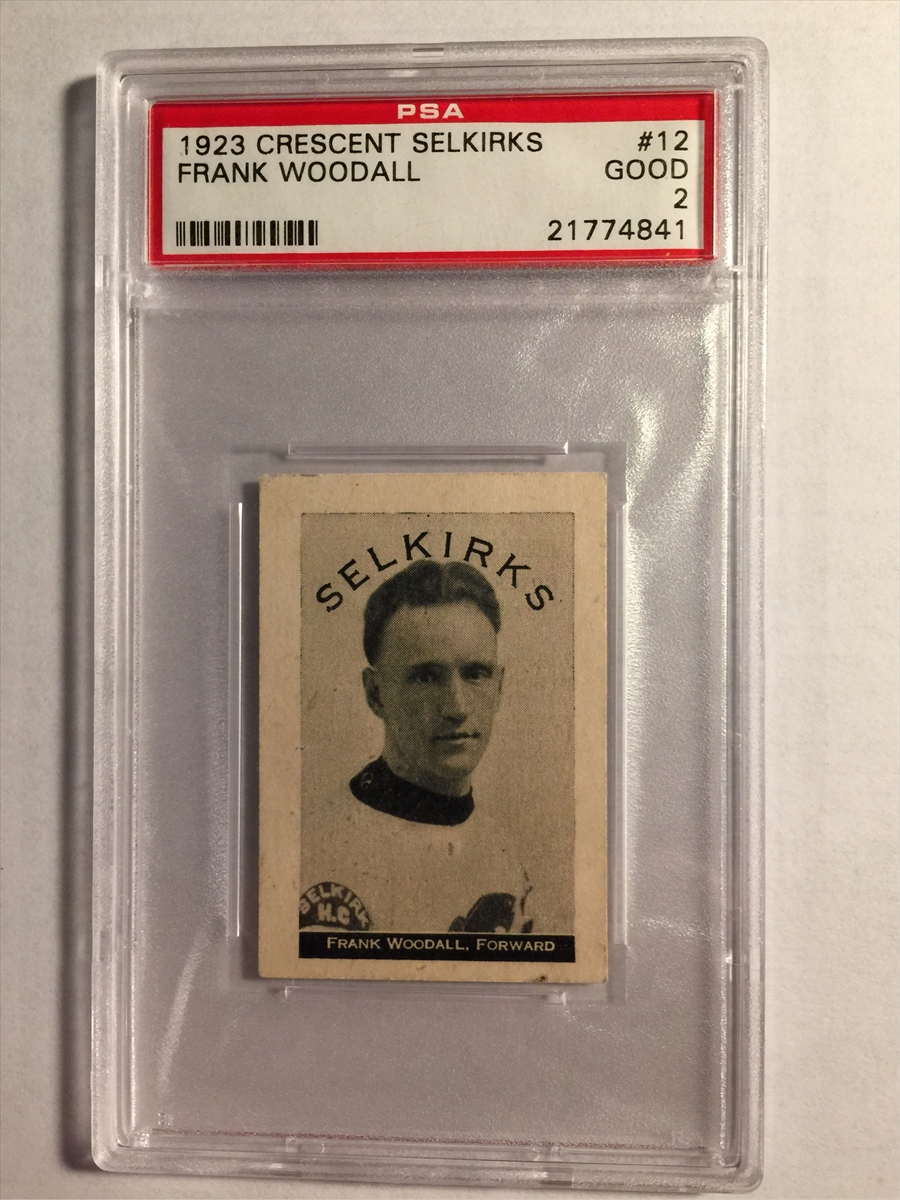 PSA
1923 CRESCENT SELKIRKS #12
FRANK WOODALL GOOD
2
21774841
SELKIRKS
SELKIRK
H.C
FRANK WOODALL, FORWARD